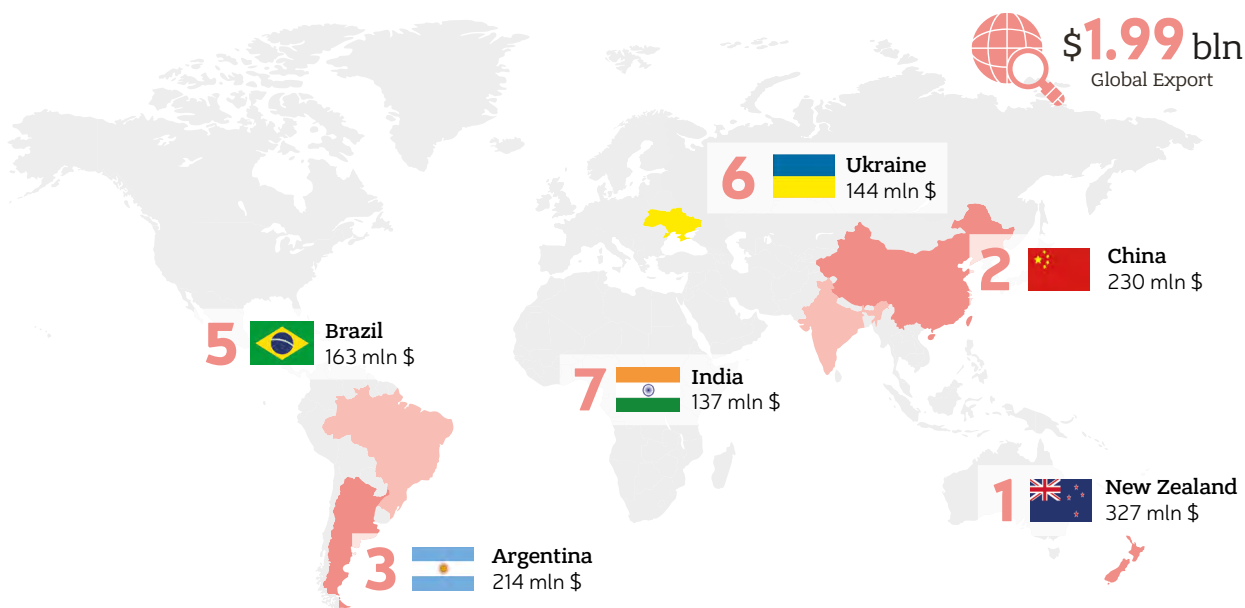 $1.99 bln
Global Export
6
Ukraine
144 mln $
2
China
230 mln $
5
Brazil
163 mln $
7
India
137 mln $
1
New Zealand
327 mln $
3
Argentina
214 mln $